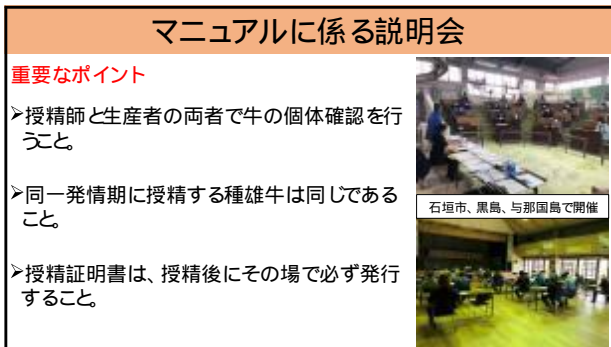 マニュアルに係る説明会
重要なポイント
➢授精師と生産者の両者で牛の個体確認を行
うこと。
➢同一発情期に授精する種雄牛は同じである
こと。
➢授精証明書は、授精後にその場で必ず発行
すること。
石垣市、黒島、与那国島で開催